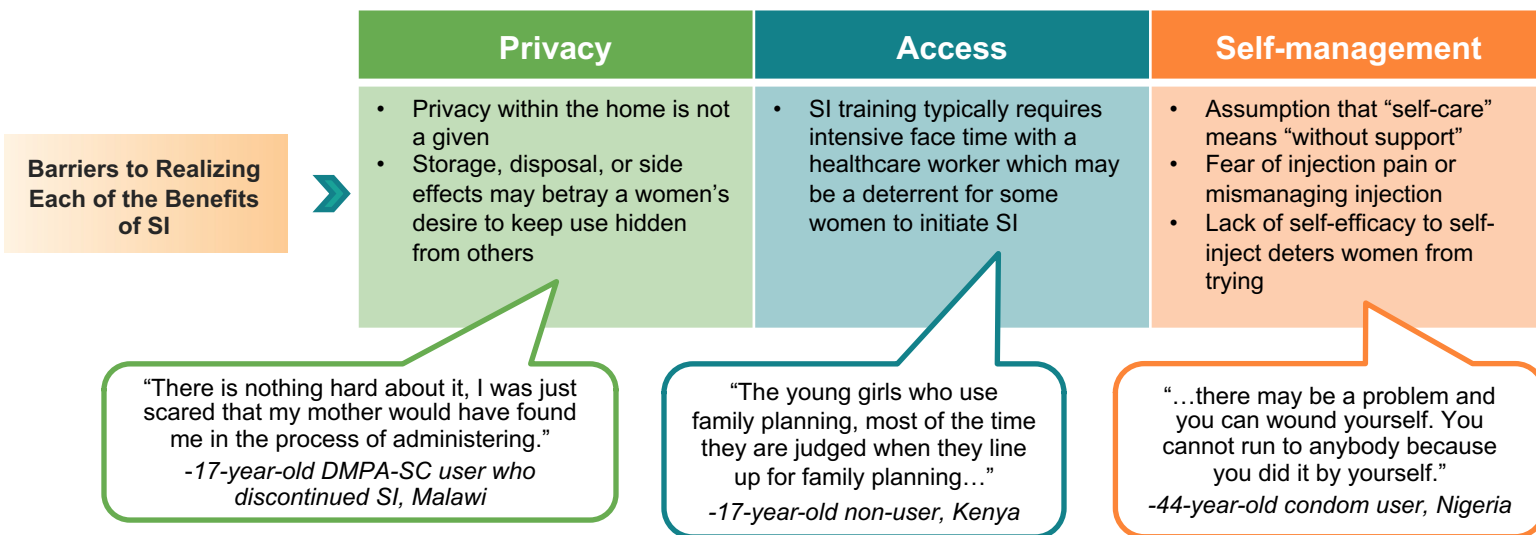 Privacy
Access
Self-management
Barriers to Realizing
Each of the Benefits
of SI
• Privacy within the home is not
a given
• Storage, disposal, or side
effects may betray a women’s
desire to keep use hidden
from others
• SI training typically requires
intensive face time with a
healthcare worker which may
be a deterrent for some
women to initiate SI
• Assumption that “self-care”
means “without support”
• Fear of injection pain or
mismanaging injection
• Lack of self-efficacy to self-
inject deters women from
trying
“There is nothing hard about it, I was just
scared that my mother would have found
me in the process of administering.”
-17-year-old DMPA-SC user who
discontinued SI, Malawi
“The young girls who use
family planning, most of the time
they are judged when they line
up for family planning…”
-17-year-old non-user, Kenya
“…there may be a problem and
you can wound yourself. You
cannot run to anybody because
you did it by yourself.”
-44-year-old condom user, Nigeria